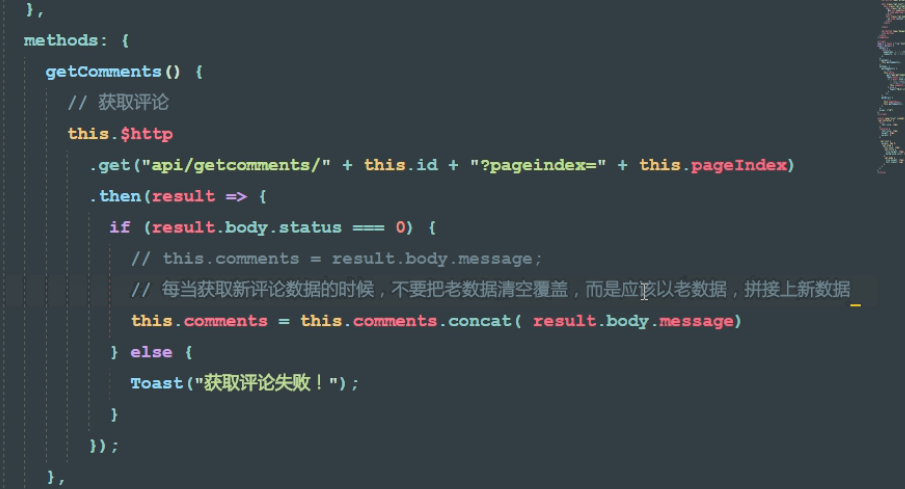 },
methods: {
getComments() {
// 获取评论
this.$http
.get("api/getcomments/" + this.id + "?pageindex=" + this.pageIndex)
.then(result => {
if (result.body.status === 0) {
// this.comments = result.body.message;
// 每当获取新评论数据的时候，不要把老数据清空覆盖，而是应该以老数据，拼接上新数据
this.comments = this.comments.concat( result.body.message)
} else {
Toast("获取评论失败！");
}
});
},